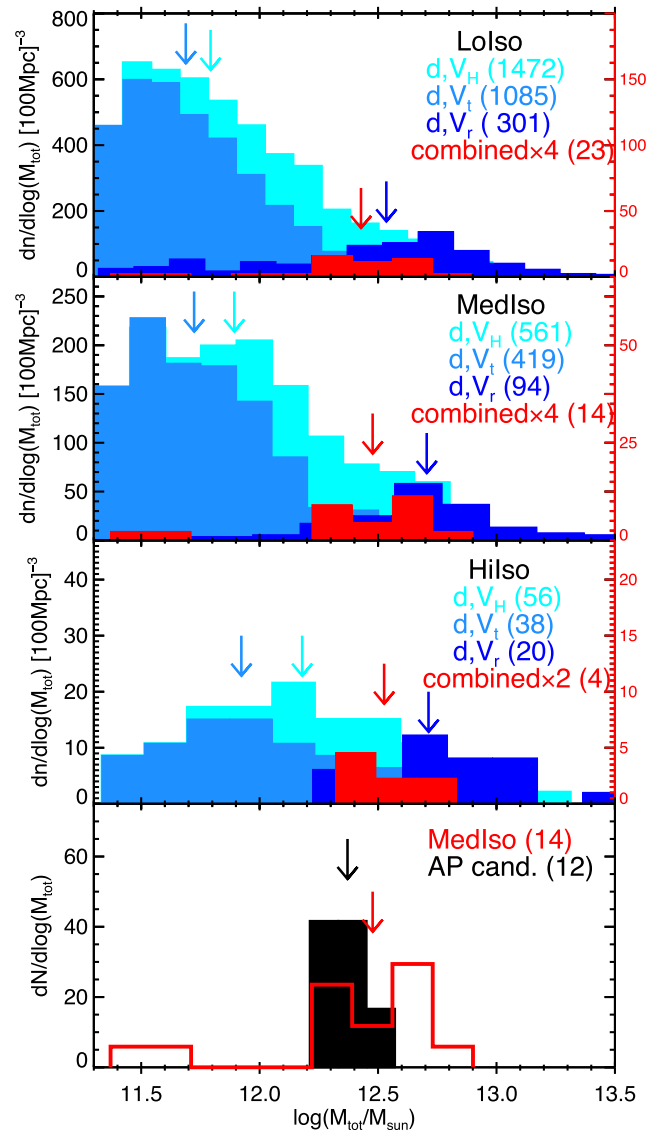 800
600
400
200
0
dn/dlog(M_tot) [100Mpc]⁻³
LoIso
d,V_H (1472)
d,V_t (1085)
d,V_r ( 301)
combined×4 (23)
150
100
50
0
250
200
150
100
50
0
dn/dlog(M_tot) [100Mpc]⁻³
MedIso
d,V_H (561)
d,V_t (419)
d,V_r (94)
combined×4 (14)
50
25
0
40
30
20
10
0
dn/dlog(M_tot) [100Mpc]⁻³
HiIso
d,V_H (56)
d,V_t (38)
d,V_r (20)
combined×2 (4)
20
15
10
5
0
60
40
20
0
dN/dlog(M_tot)
MedIso (14)
AP cand. (12)
11.5 12.0 12.5 13.0 13.5
log(M_tot/M_sun)